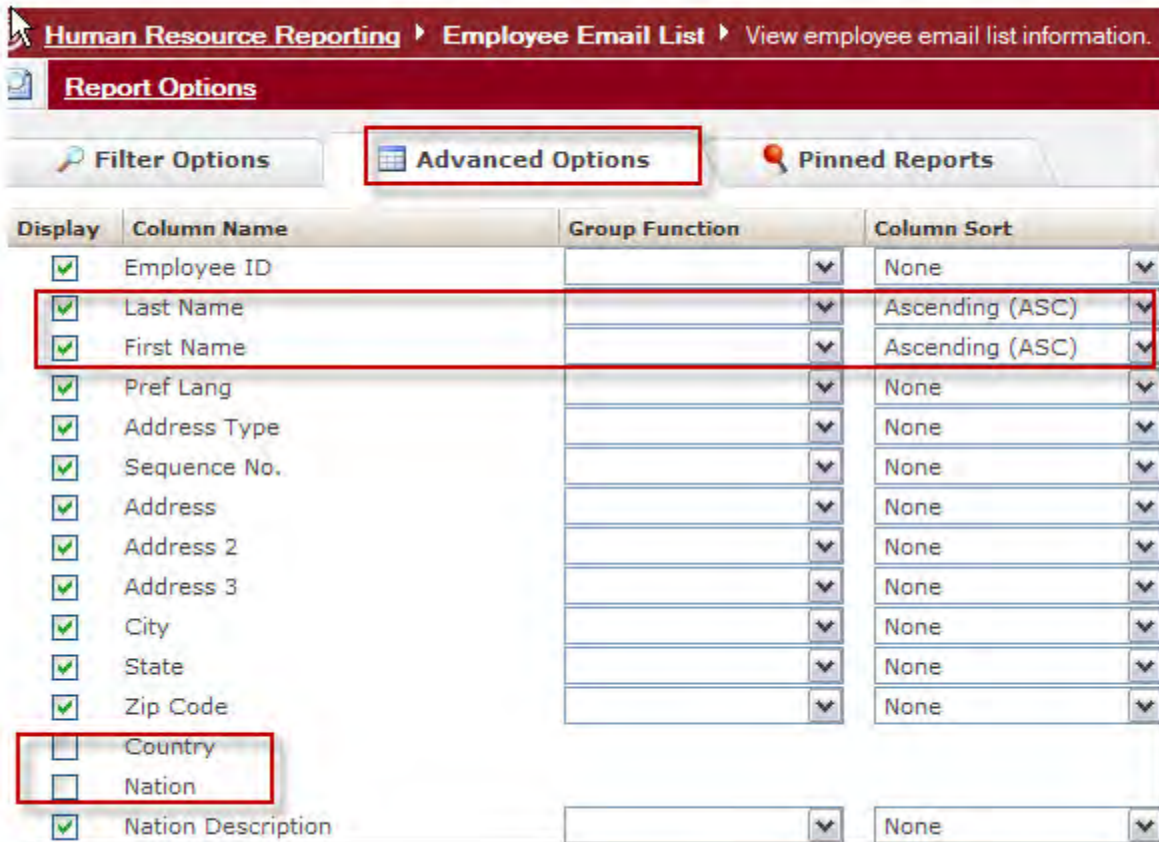 Human Resource Reporting Employee Email List View employee email list information.
Report Options
Filter Options Advanced Options Pinned Reports
Display Column Name Group Function Column Sort
Employee ID None
Last Name Ascending (ASC)
First Name Ascending (ASC)
Pref Lang None
Address Type None
Sequence No. None
Address None
Address 2 None
Address 3 None
City None
State None
Zip Code None
Country
Nation
Nation Description None